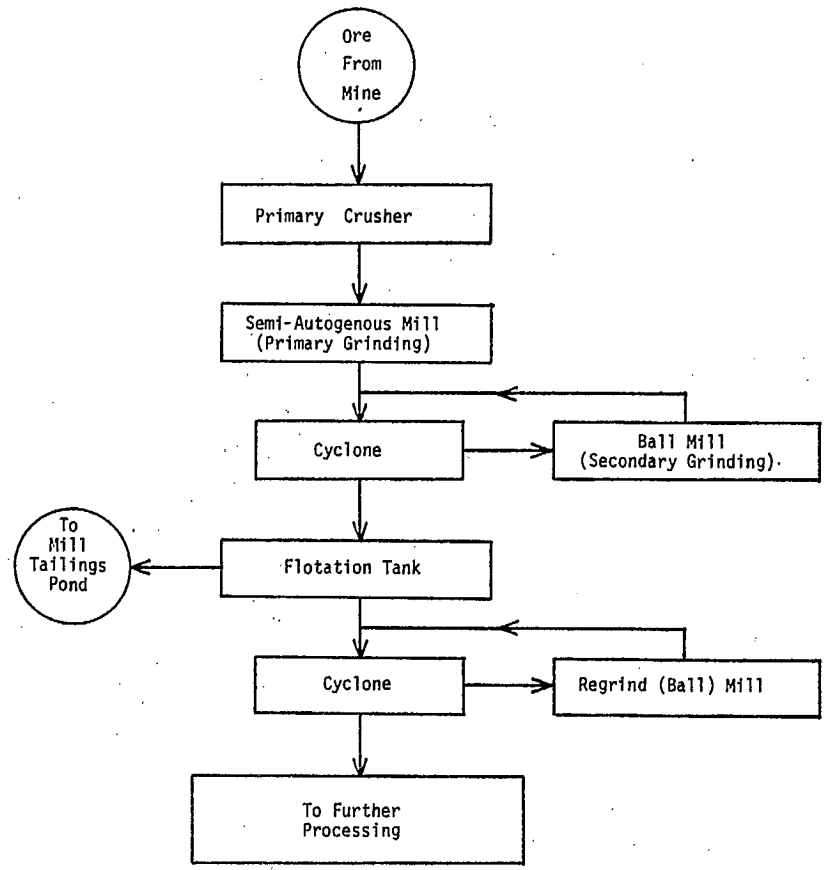 Ore
From
Mine
Primary Crusher
Semi-Autogenous Mill
(Primary Grinding)
Cyclone
Ball Mill
(Secondary Grinding)
To
Mill
Tailings
Pond
Flotation Tank
Cyclone
Regrind (Ball) Mill
To Further
Processing